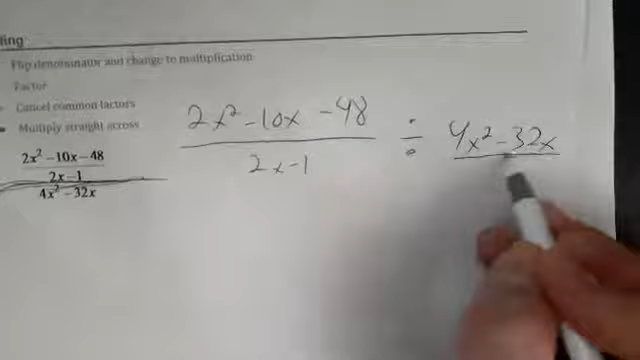 ling
Flip denominator and change to multiplication
Factor
Cancel common factors
Multiply straight across
2x² - 10x - 48
2x - 1
4x² - 32x
2x² - 10x - 48 ÷ 4x² - 32x
2x - 1